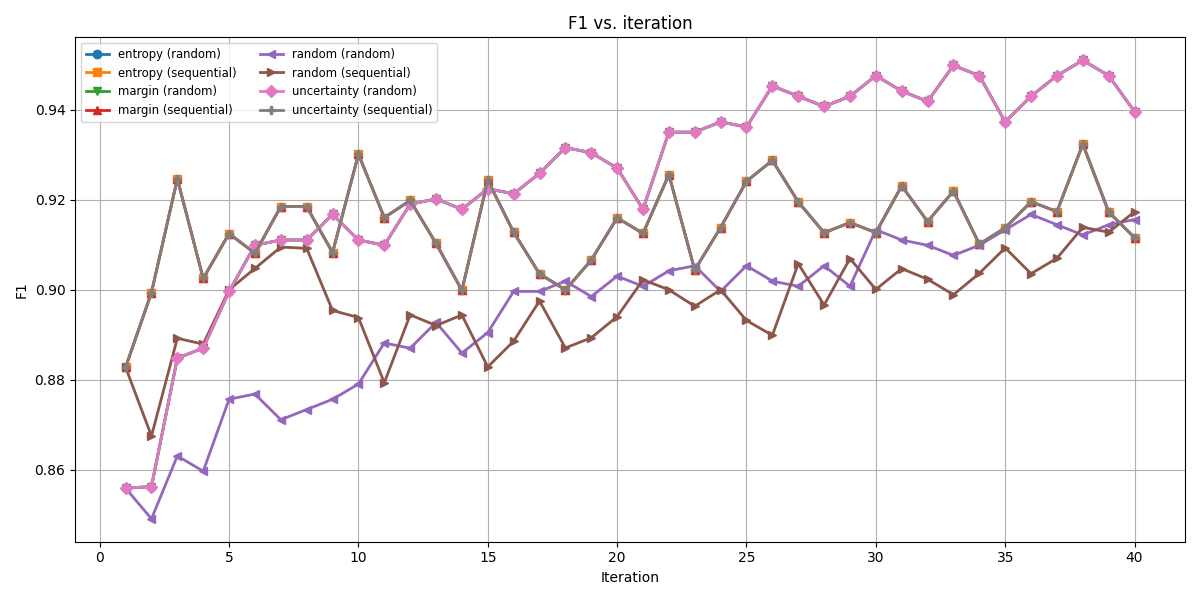 F1 vs. iteration
entropy (random)
entropy (sequential)
margin (random)
margin (sequential)
random (random)
random (sequential)
uncertainty (random)
uncertainty (sequential)
F1
0.94
0.92
0.90
0.88
0.86
0 5 10 15 20 25 30 35 40
Iteration